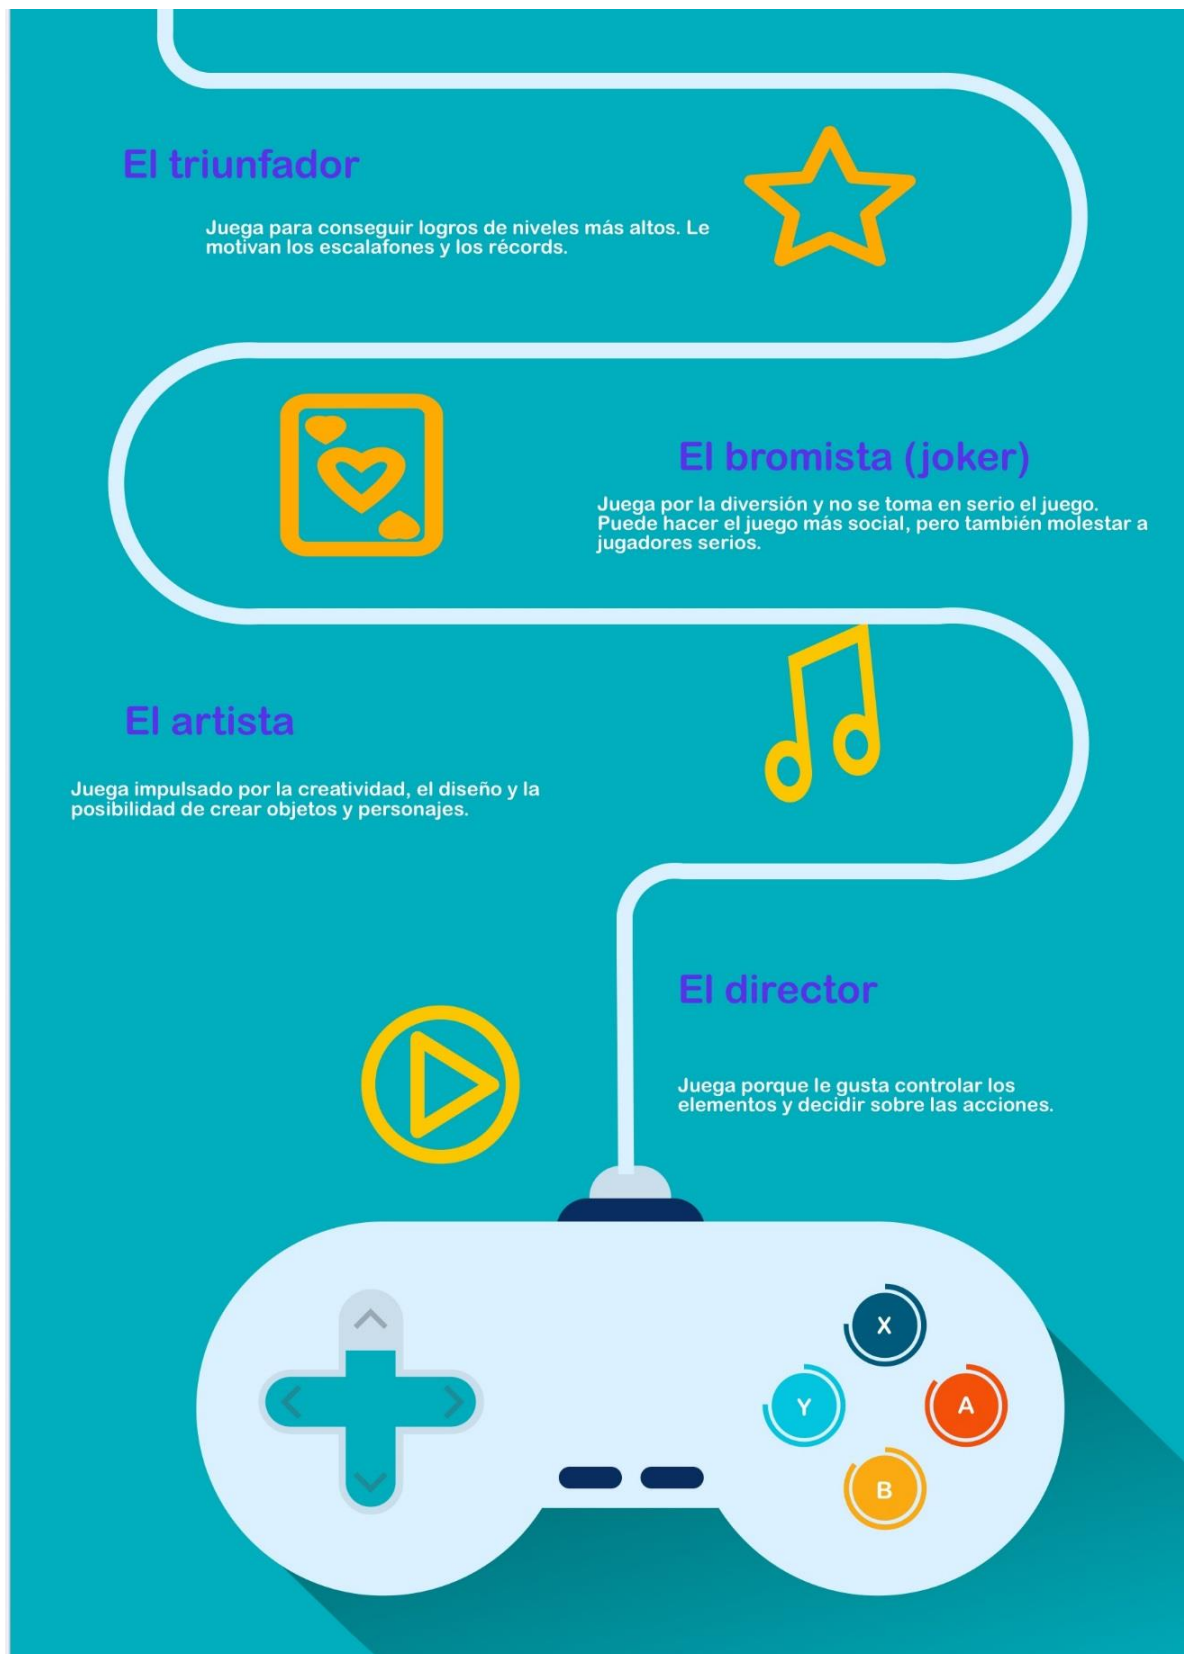 El triunfador
Juega para conseguir logros de niveles más altos. Le
motivan los escalafones y los récords.
El bromista (joker)
Juega por la diversión y no se toma en serio el juego.
Puede hacer el juego más social, pero también molestar a
jugadores serios.
El artista
Juega impulsado por la creatividad, el diseño y la
posibilidad de crear objetos y personajes.
El director
Juega porque le gusta controlar los
elementos y decidir sobre las acciones.
X
Y
A
B